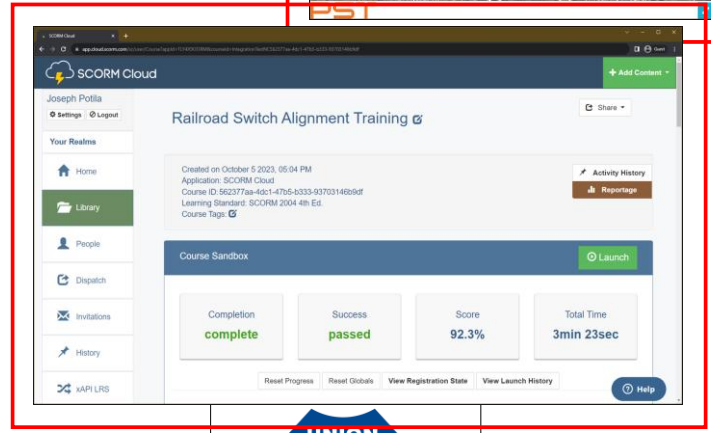 PST
SCORM Cloud
SCORM Cloud
+ Add Content
Joseph Potila
Settings Logout
Your Realms
Home
Library
People
Dispatch
Invitations
History
xAPI LRS
Railroad Switch Alignment Training
Share
Created on October 5 2023, 05:04 PM
Application: SCORM Cloud
Course ID: 562377aa-4dc1-47b5-b333-93703146b9df
Learning Standard: SCORM 2004 4th Ed.
Course Tags:
Activity History
Reportage
Course Sandbox
Launch
Completion
complete
Success
passed
Score
92.3%
Total Time
3min 23sec
Reset Progress Reset Globals View Registration State View Launch History
Help
UNION